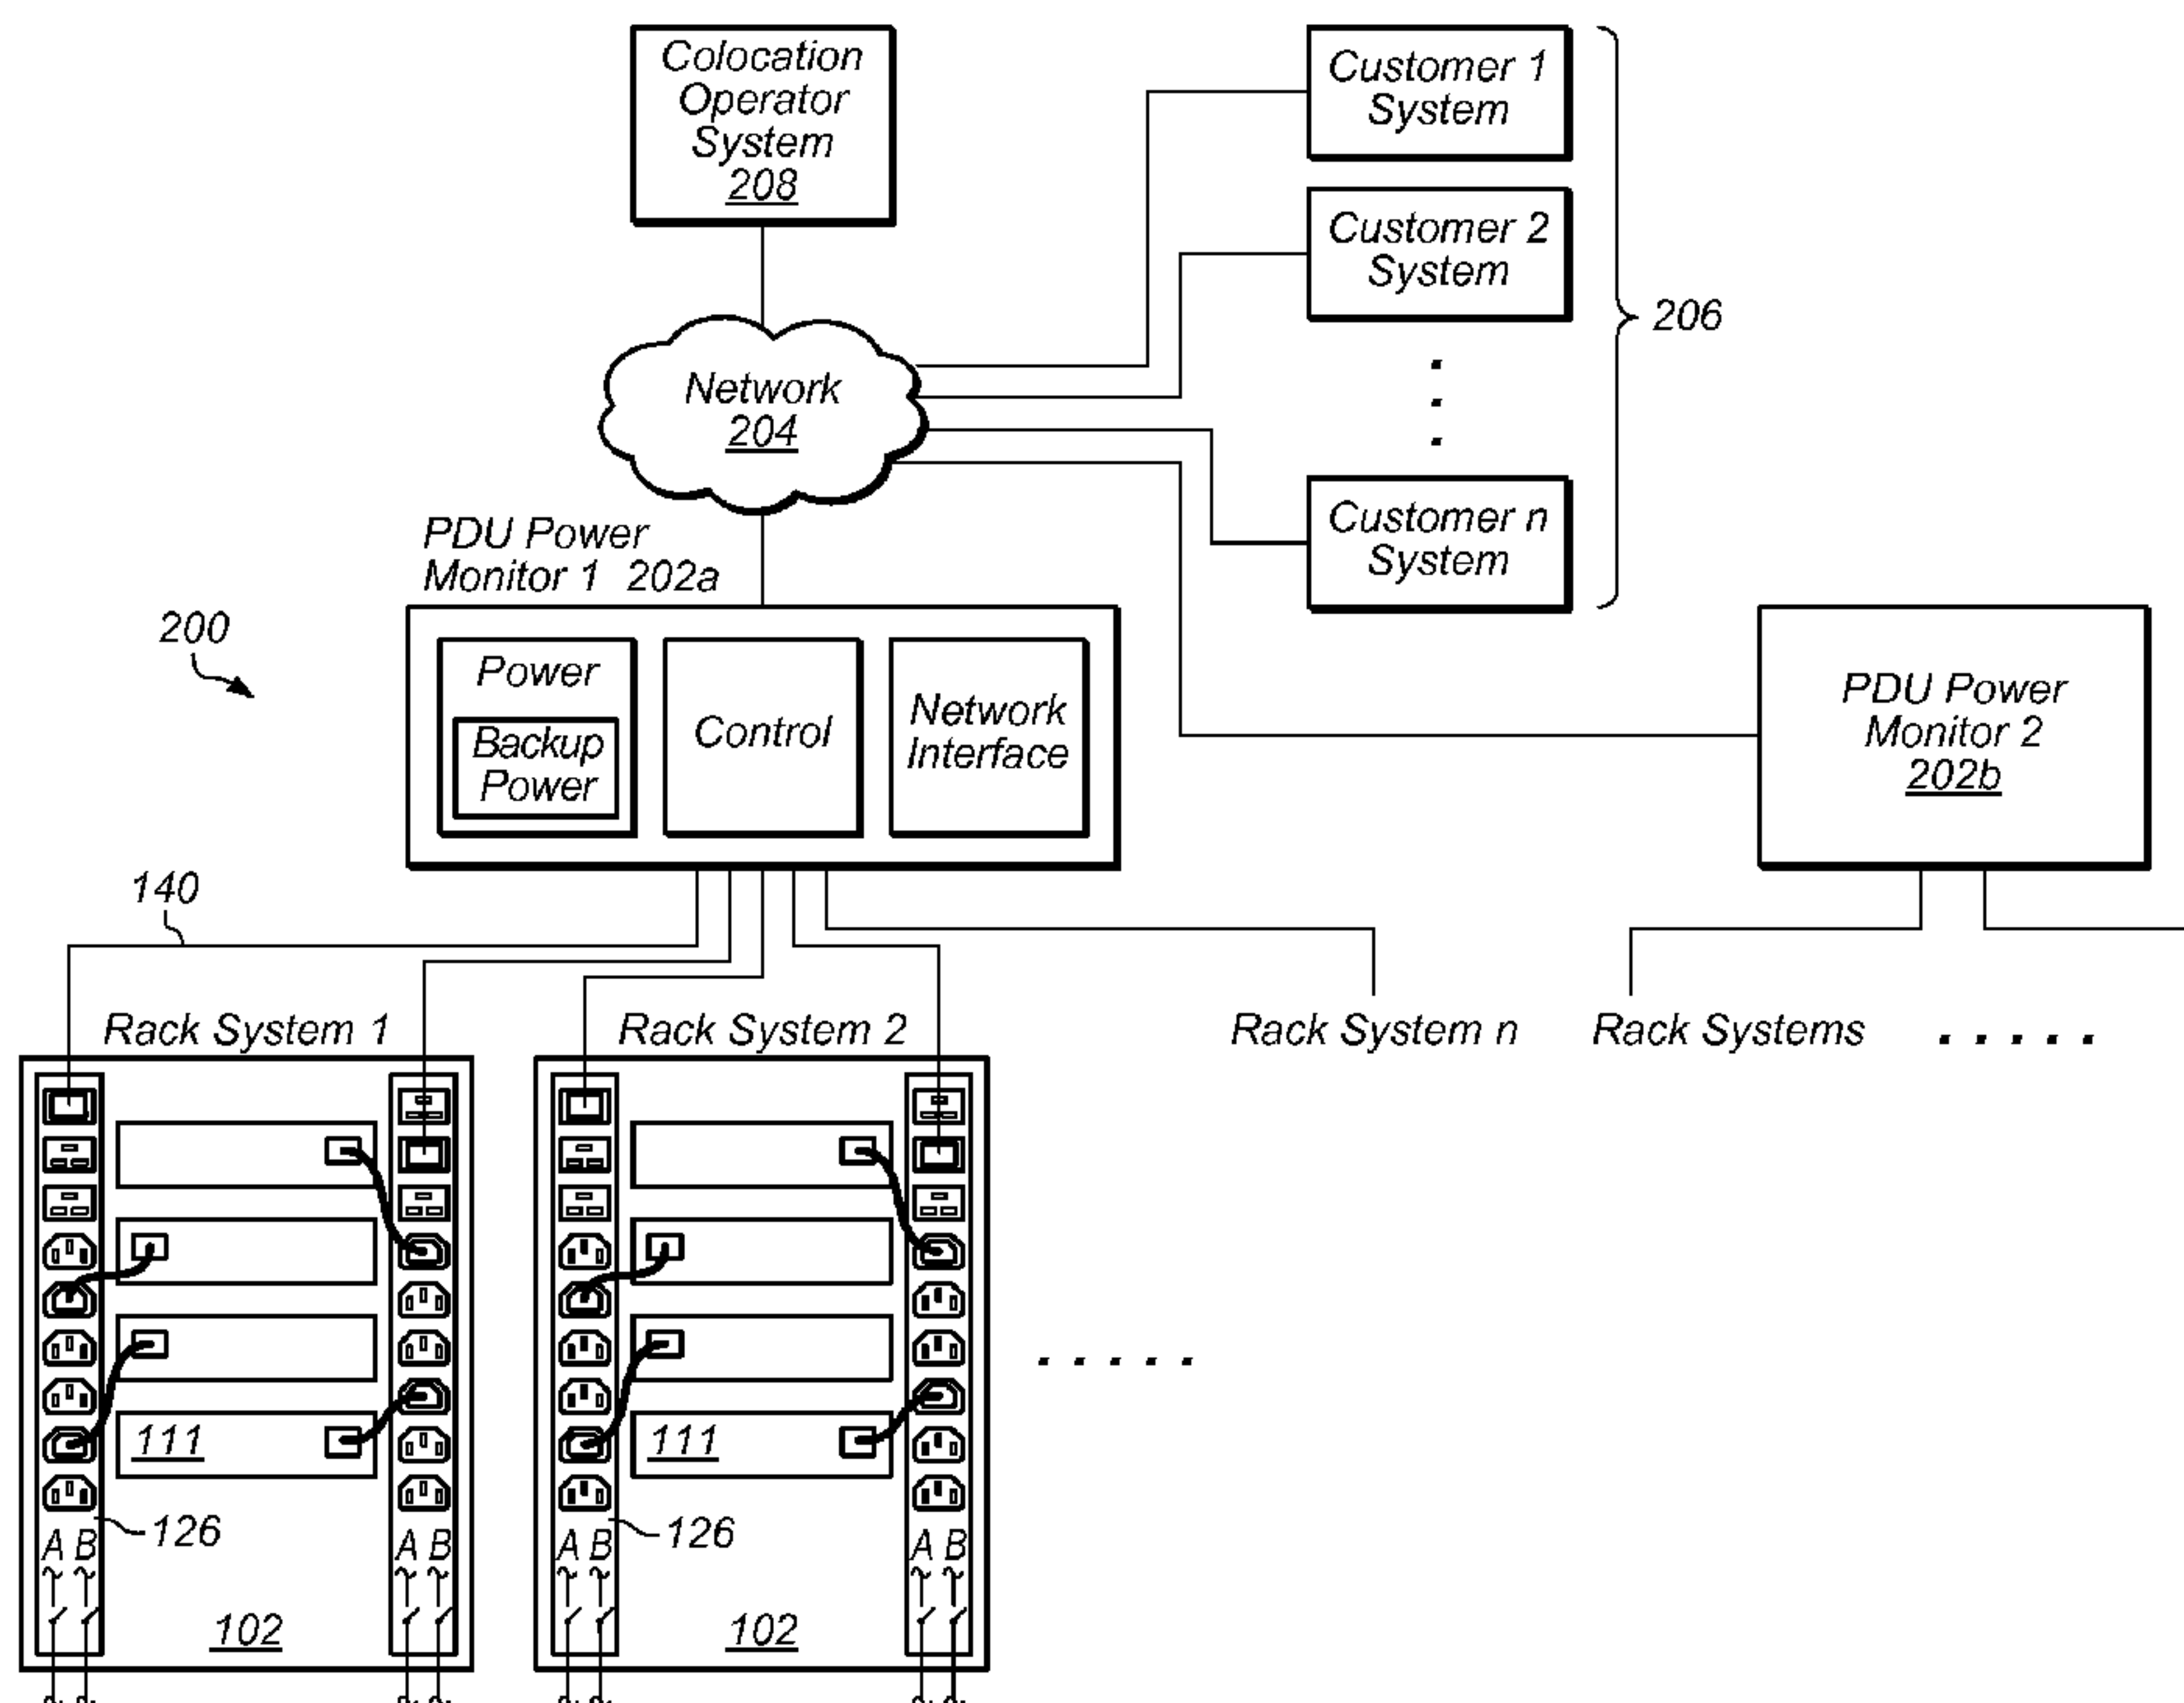 Colocation
Operator
System
208
Customer 1
System
Customer 2
System
206
Network
204
Customer n
System
PDU Power
Monitor 1 202a
200
Power
Backup
Power
Control
Network
Interface
PDU Power
Monitor 2
202b
140
Rack System 1
Rack System 2
Rack System n
Rack Systems
111
111
126
126
A B
A B
A B
A B
102
102